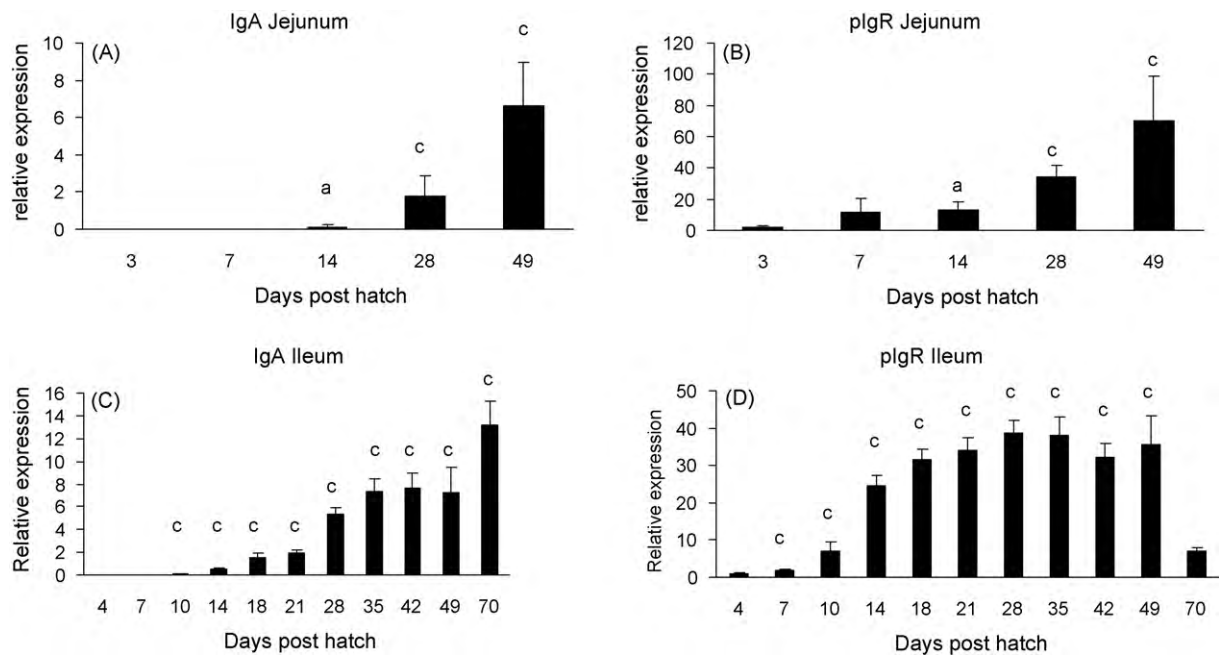 IgA Jejunum
(A)
c
10
8
6
4
2
0
relative expression
a
c
3 7 14 28 49
Days post hatch
pIgR Jejunum
(B)
c
120
100
80
60
40
20
0
relative expression
a
c
3 7 14 28 49
Days post hatch
IgA Ileum
(C)
c
16
14
12
10
8
6
4
2
0
Relative expression
c c c c c c c c
4 7 10 14 18 21 28 35 42 49 70
Days post hatch
pIgR Ileum
(D)
50
40
30
20
10
0
Relative expression
c c c c c c c c c
4 7 10 14 18 21 28 35 42 49 70
Days post hatch